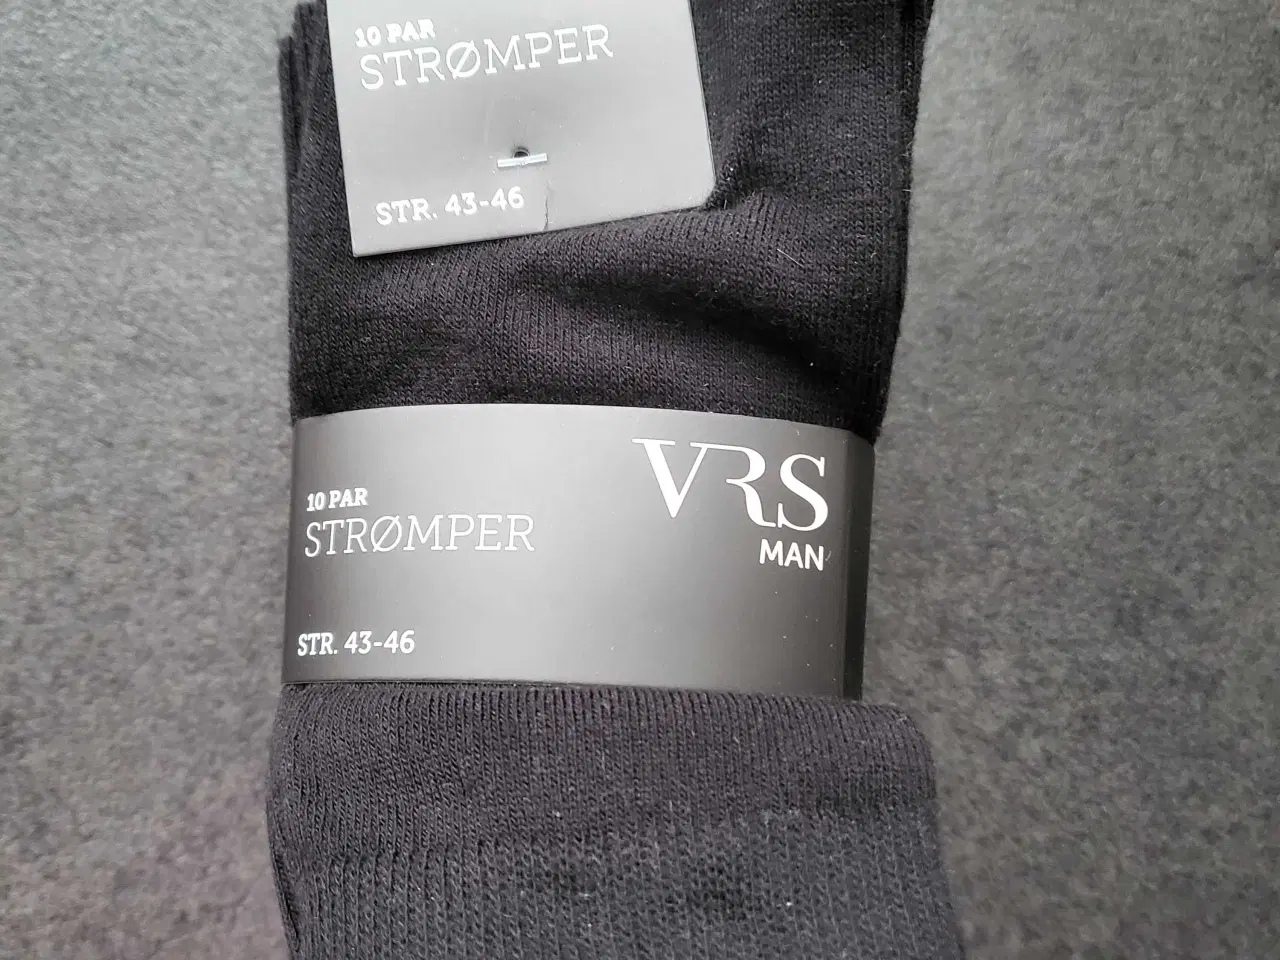 10 PAR
STRØMPER
STR. 43-46
10 PAR
STRØMPER
STR. 43-46
VRS
MAN